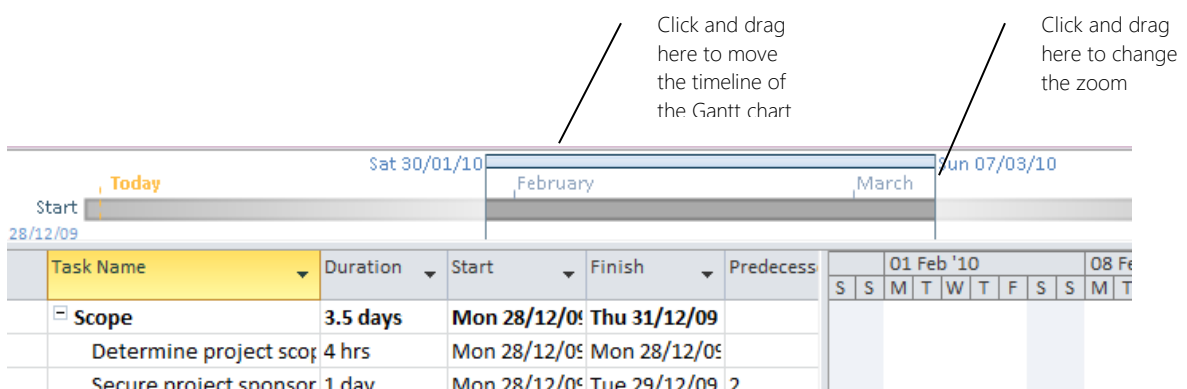 Click and drag
here to move
the timeline of
the Gantt chart
Click and drag
here to change
the zoom
Sat 30/01/10
Sun 07/03/10
Today
February
March
Start
28/12/09
Task Name Duration Start Finish Predecess
01 Feb '10 08 Fe
S S M T W T F S S M T
Scope 3.5 days Mon 28/12/09 Thu 31/12/09
Determine project scop 4 hrs Mon 28/12/09 Mon 28/12/09
Secure project sponsor 1 day Mon 28/12/09 Tue 29/12/09 2